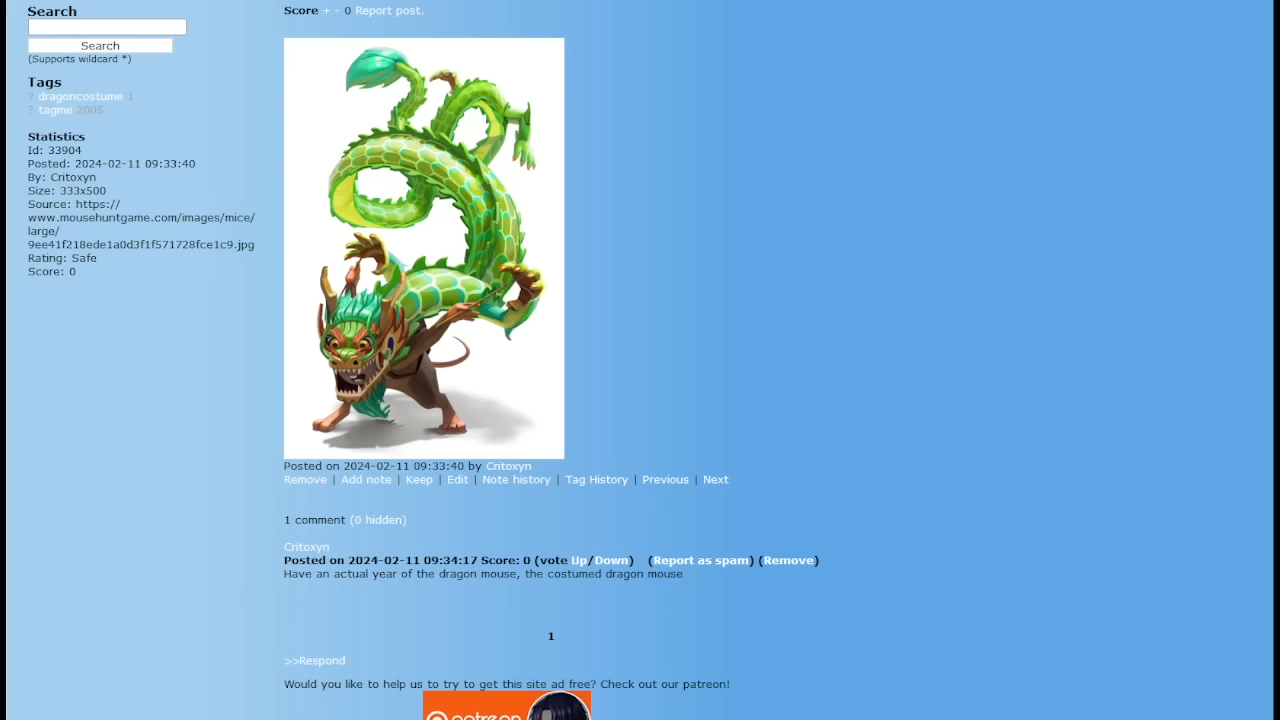 Search
Search
(Supports wildcard *)
Tags
? dragoncostume 1
? tagme 2005
Statistics
Id: 33904
Posted: 2024-02-11 09:33:40
By: Critoxyn
Size: 333x500
Source: https://
www.mousehuntgame.com/images/mice/
large/
9ee41f218ede1a0d3f1f571728fce1c9.jpg
Rating: Safe
Score: 0
Score + - 0 Report post.
Posted on 2024-02-11 09:33:40 by Critoxyn
Remove | Add note | Keep | Edit | Note history | Tag History | Previous | Next
1 comment (0 hidden)
Critoxyn
Posted on 2024-02-11 09:34:17 Score: 0 (vote Up/Down) (Report as spam) (Remove)
Have an actual year of the dragon mouse, the costumed dragon mouse
1
>>Respond
Would you like to help us to try to get this site ad free? Check out our patreon!
patreon